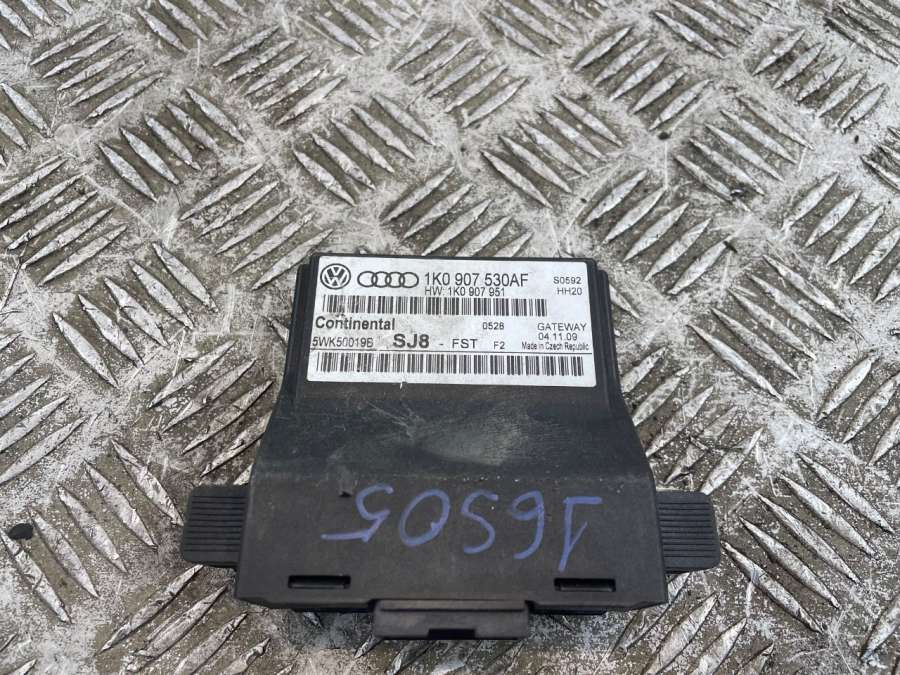 1K0 907 530AF S0592
HW: 1K0 907 951 HH20
Continental 0528 GATEWAY
5WK50019B SJ8 - FST F2 04.11.09
Made in Czech Republic
16505